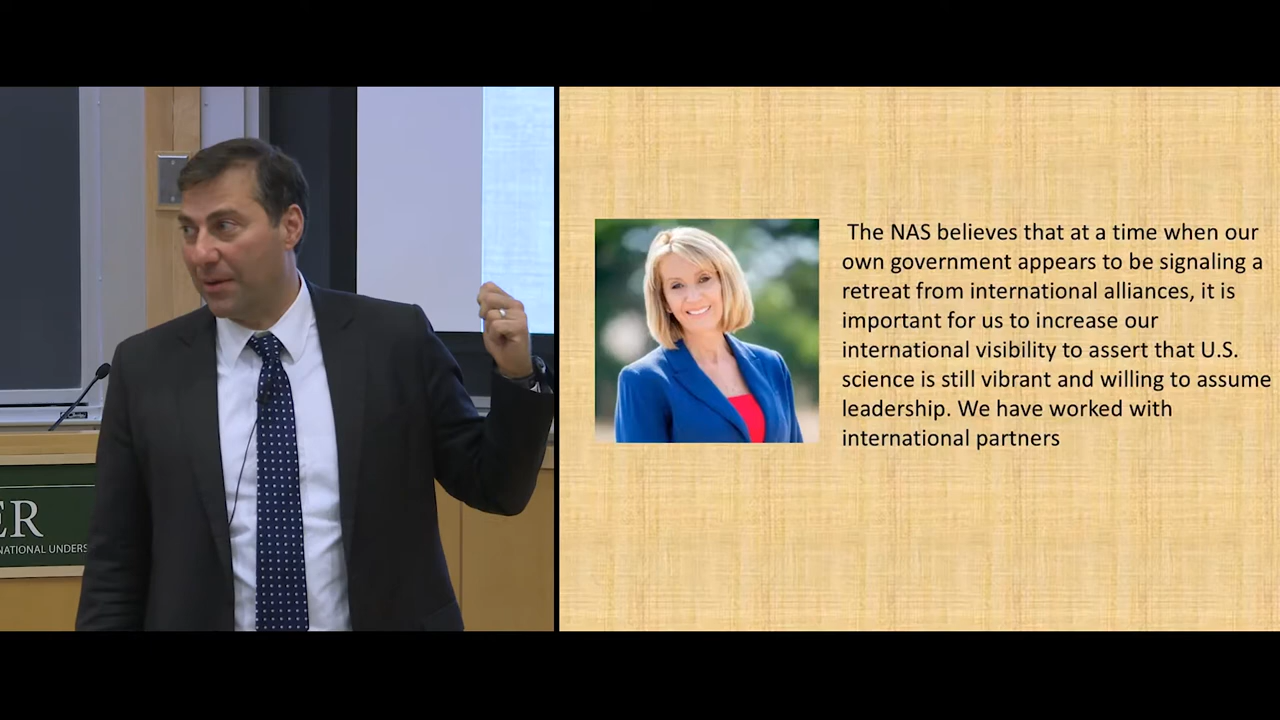 ER
NATIONAL UNDERS
The NAS believes that at a time when our
own government appears to be signaling a
retreat from international alliances, it is
important for us to increase our
international visibility to assert that U.S.
science is still vibrant and willing to assume
leadership. We have worked with
international partners